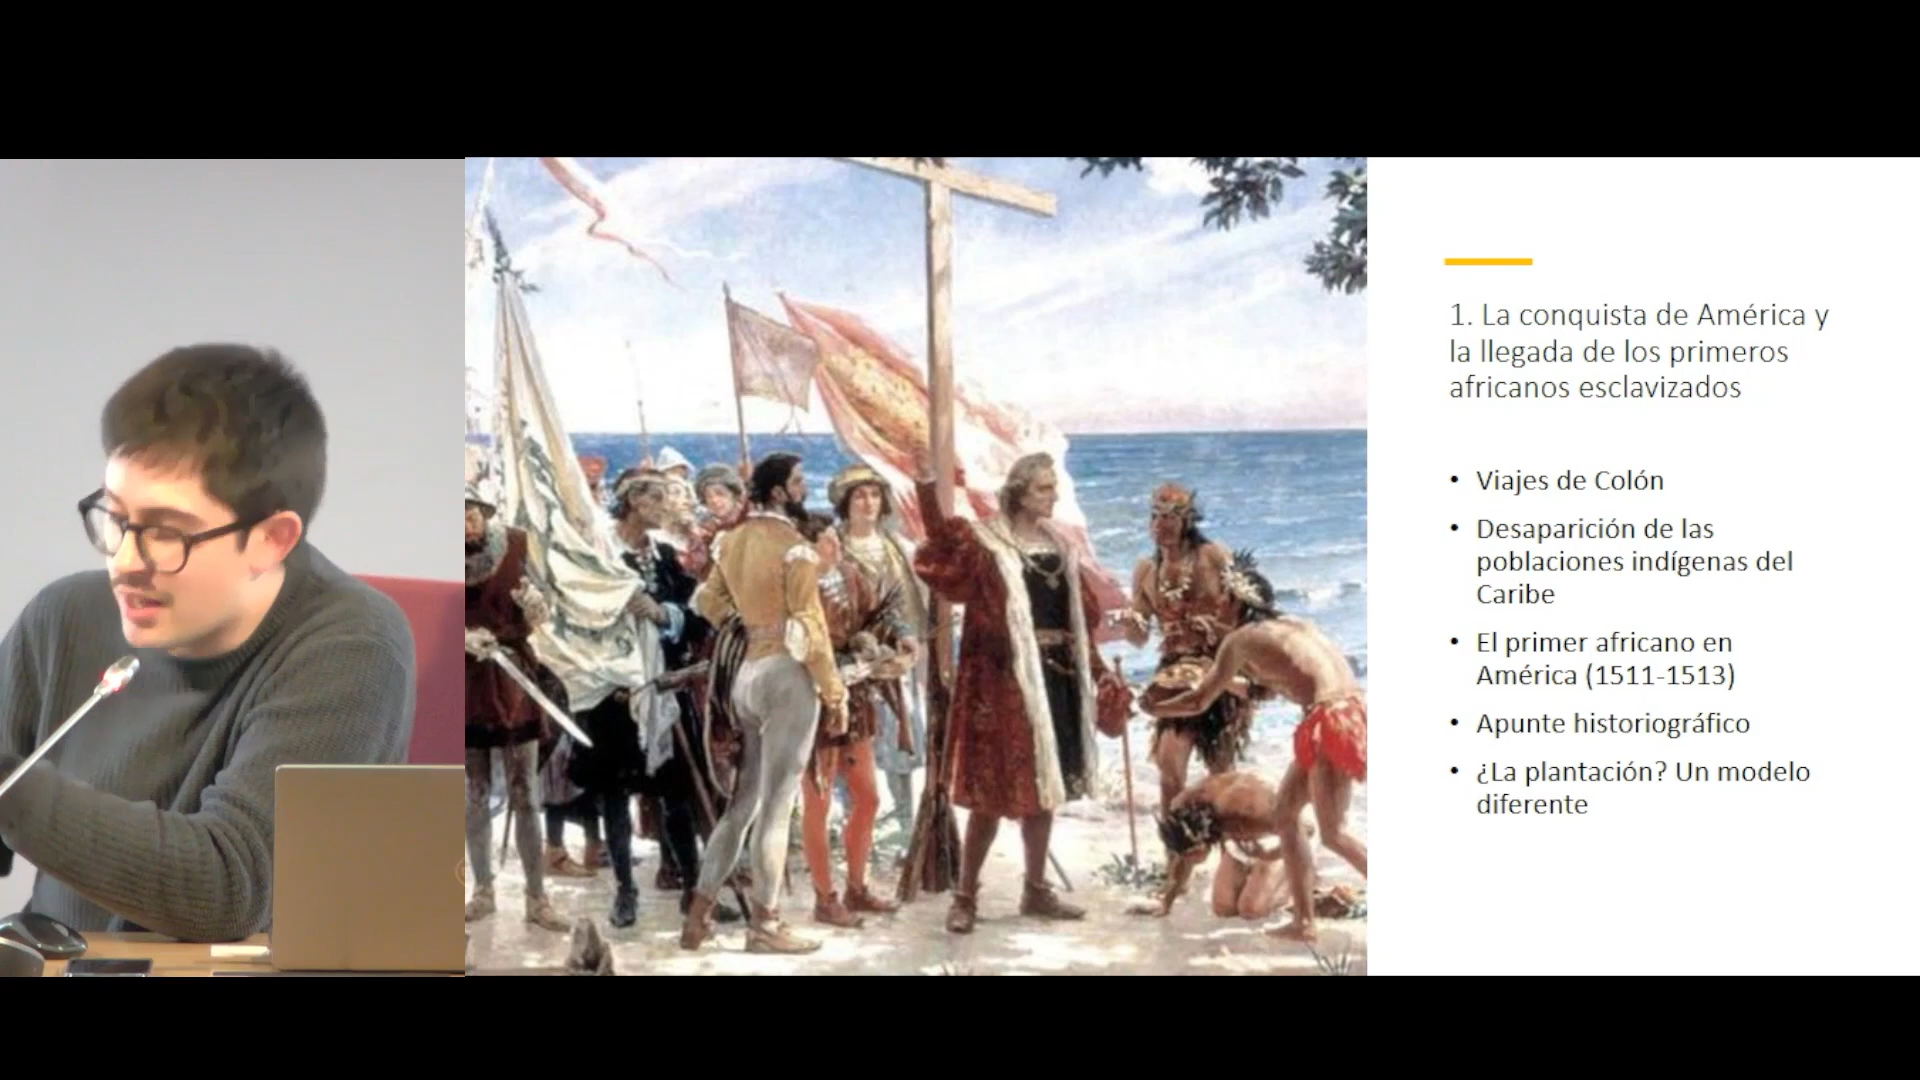 1. La conquista de América y
la llegada de los primeros
africanos esclavizados
• Viajes de Colón
• Desaparición de las
poblaciones indígenas del
Caribe
• El primer africano en
América (1511-1513)
• Apunte historiográfico
• ¿La plantación? Un modelo
diferente